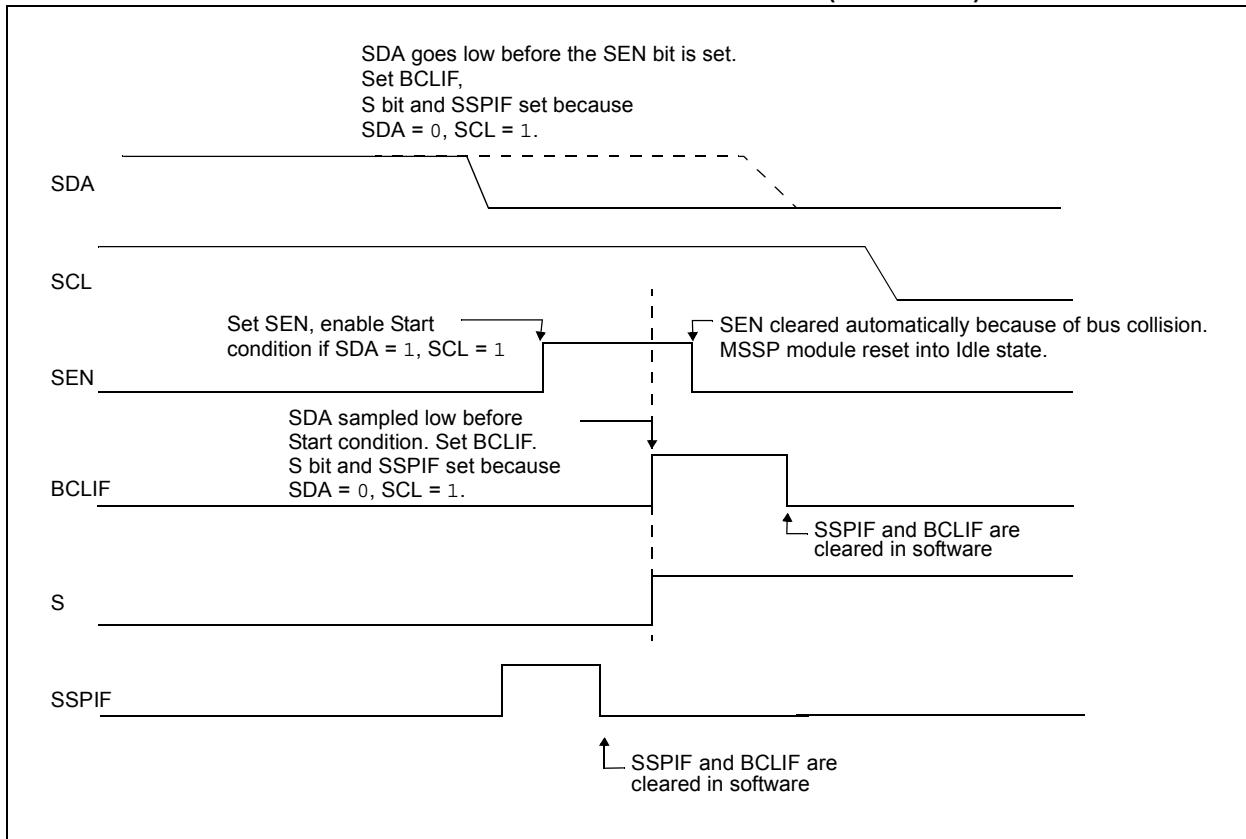 SDA goes low before the SEN bit is set.
Set BCLIF,
S bit and SSPIF set because
SDA = 0, SCL = 1.
SDA
SCL
Set SEN, enable Start
condition if SDA = 1, SCL = 1
SEN cleared automatically because of bus collision.
MSSP module reset into Idle state.
SEN
SDA sampled low before
Start condition. Set BCLIF.
S bit and SSPIF set because
SDA = 0, SCL = 1.
BCLIF
SSPIF and BCLIF are
cleared in software
S
SSPIF
SSPIF and BCLIF are
cleared in software